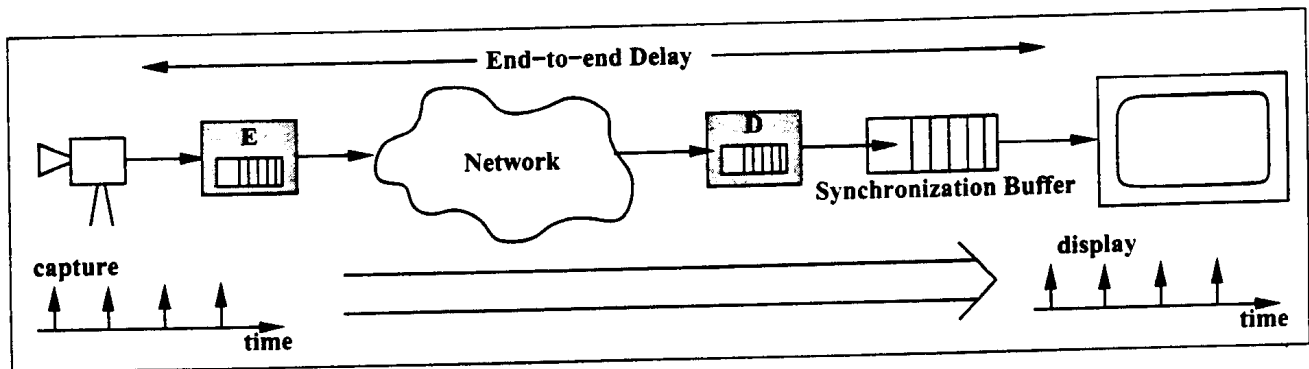 End-to-end Delay
E
Network
D
Synchronization Buffer
capture
time
display
time